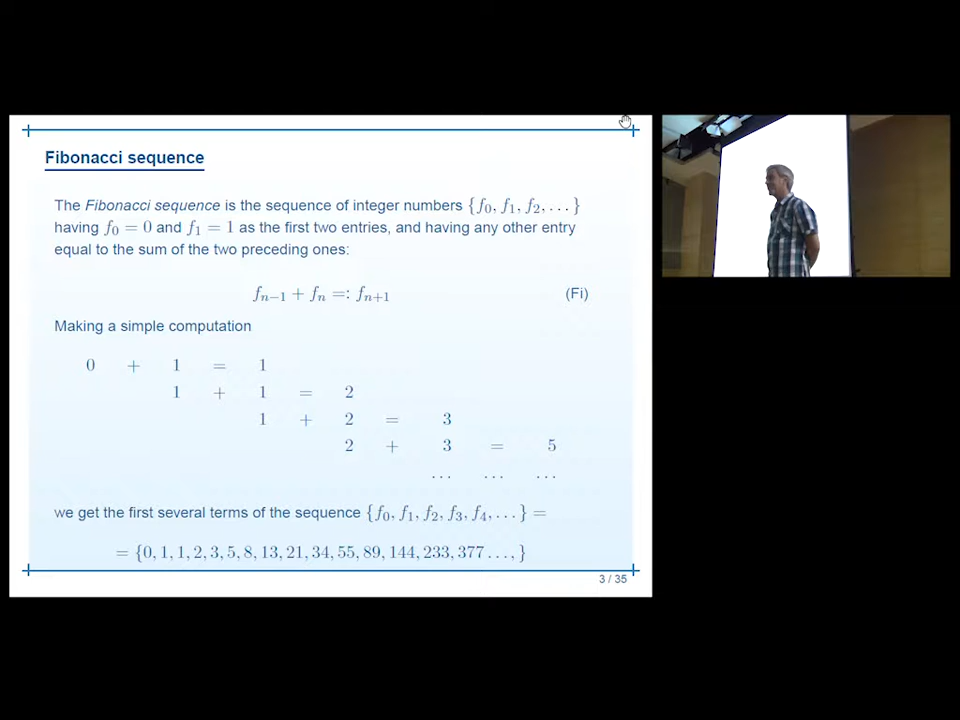 Fibonacci sequence
The Fibonacci sequence is the sequence of integer numbers {f₀, f₁, f₂, . . . }
having f₀ = 0 and f₁ = 1 as the first two entries, and having any other entry
equal to the sum of the two preceding ones:
fₙ₋₁ + fₙ =: fₙ₊₁ (Fi)
Making a simple computation
0 + 1 = 1
1 + 1 = 2
1 + 2 = 3
2 + 3 = 5
. . . . . . . . .
we get the first several terms of the sequence {f₀, f₁, f₂, f₃, f₄, . . . } =
= {0, 1, 1, 2, 3, 5, 8, 13, 21, 34, 55, 89, 144, 233, 377 . . . , }
3 / 35